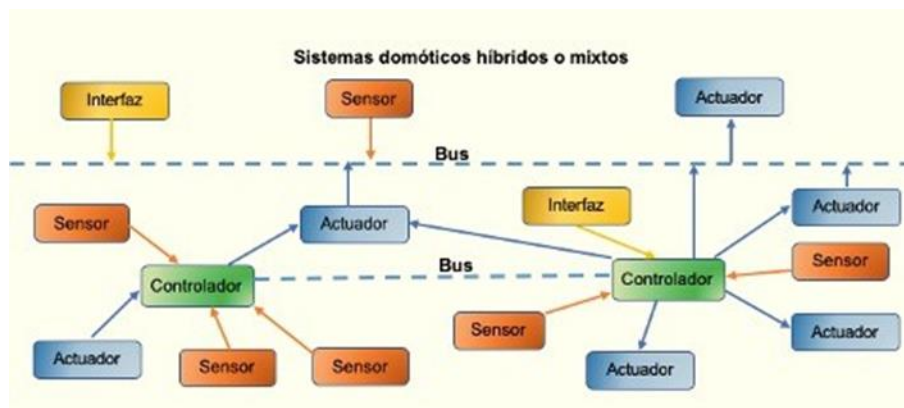 Sistemas domóticos híbridos o mixtos
Interfaz
Sensor
Actuador
Bus
Sensor
Actuador
Interfaz
Actuador
Bus
Controlador
Controlador
Sensor
Sensor
Actuador
Actuador
Sensor
Sensor
Actuador